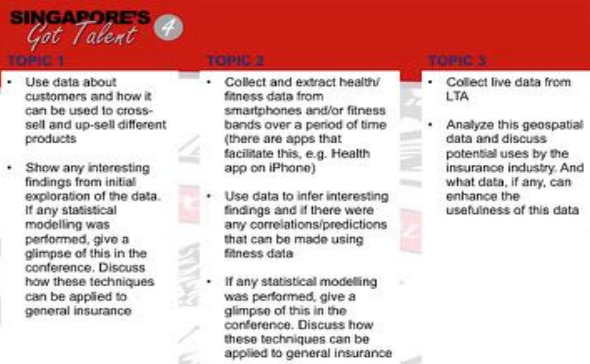 SINGAPORE'S
Got Talent 4
TOPIC 1
• Use data about
customers and how it
can be used to cross-
sell and up-sell different
products
• Show any interesting
findings from initial
exploration of the data.
If any statistical
modelling was
performed, give a
glimpse of this in the
conference. Discuss
how these techniques
can be applied to
general insurance
TOPIC 2
• Collect and extract health/
fitness data from
smartphones and/or fitness
bands over a period of time
(there are apps that
facilitate this, e.g. Health
app on iPhone)
• Use data to infer interesting
findings and if there were
any correlations/predictions
that can be made using
fitness data
• If any statistical modelling
was performed, give a
glimpse of this in the
conference. Discuss how
these techniques can be
applied to general insurance
TOPIC 3
• Collect live data from
LTA
• Analyze this geospatial
data and discuss
potential uses by the
insurance industry. And
what data, if any, can
enhance the
usefulness of this data